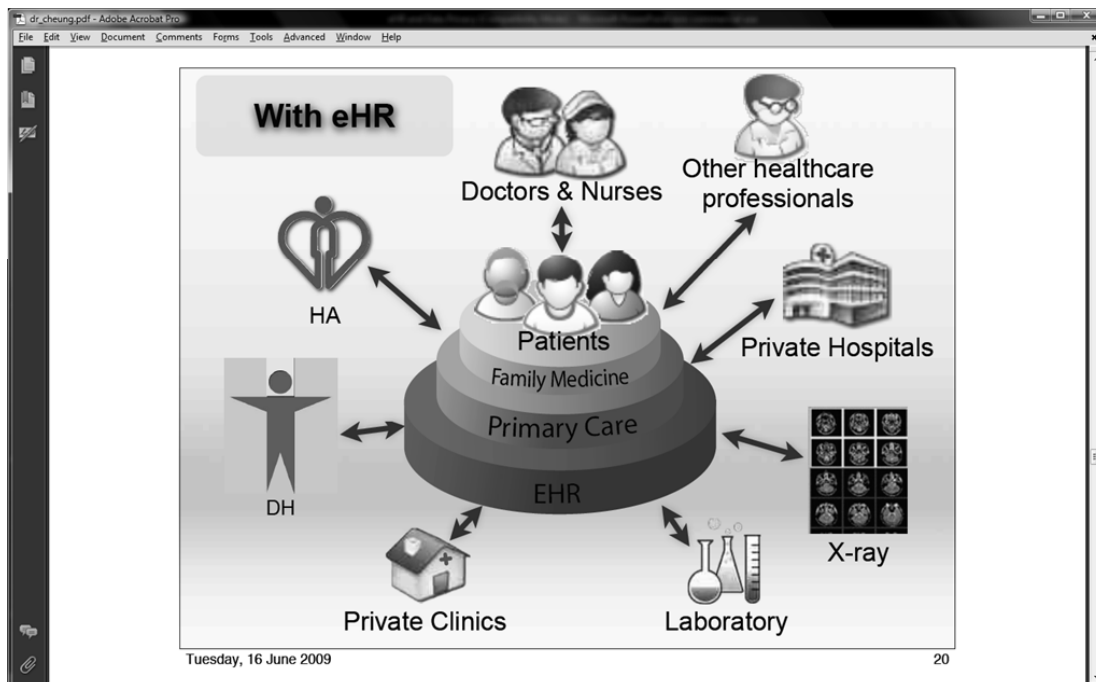 dr_cheung.pdf - Adobe Acrobat Pro
File Edit View Document Comments Forms Tools Advanced Window Help
With eHR
Doctors & Nurses
Other healthcare
professionals
HA
Patients
Private Hospitals
Family Medicine
Primary Care
DH
EHR
X-ray
Private Clinics
Laboratory
Tuesday, 16 June 2009
20